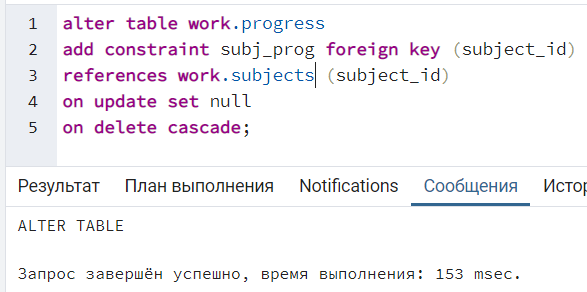 1 alter table work.progress
2 add constraint subj_prog foreign key (subject_id)
3 references work.subjects (subject_id)
4 on update set null
5 on delete cascade;
Результат План выполнения Notifications Сообщения Истор
ALTER TABLE
Запрос завершён успешно, время выполнения: 153 msec.